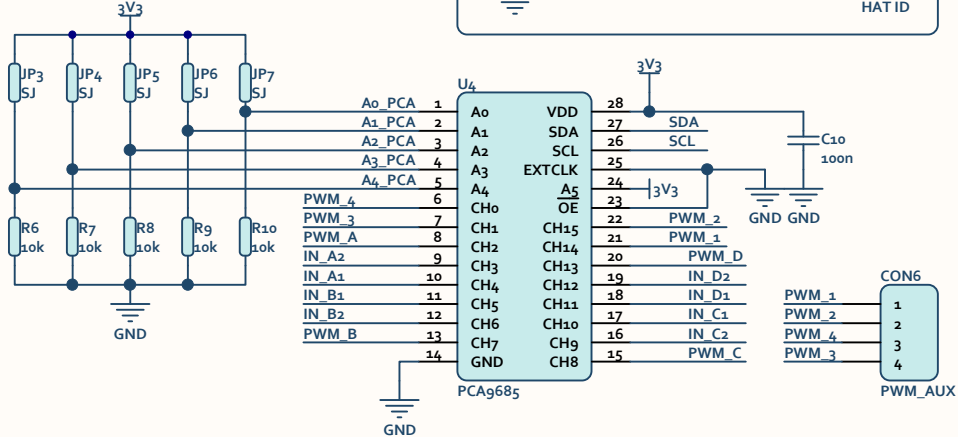 3V3
HAT ID
JP3
SJ
JP4
SJ
JP5
SJ
JP6
SJ
JP7
SJ
R6
10k
R7
10k
R8
10k
R9
10k
R10
10k
GND
U4
3V3
A0_PCA 1 A0
A1_PCA 2 A1
A2_PCA 3 A2
A3_PCA 4 A3
A4_PCA 5 A4
PWM_4 6 CH0
PWM_3 7 CH1
PWM_A 8 CH2
IN_A2 9 CH3
IN_A1 10 CH4
IN_B1 11 CH5
IN_B2 12 CH6
PWM_B 13 CH7
14 GND
GND
VDD 28
SDA 27 SDA
SCL 26 SCL
EXTCLK 25
A5 24 3V3
OE 23
CH15 22 PWM_2
CH14 21 PWM_1
CH13 20 PWM_D
CH12 19 IN_D2
CH11 18 IN_D1
CH10 17 IN_C1
CH9 16 IN_C2
CH8 15 PWM_C
PCA9685
C10
100n
GND GND
CON6
PWM_1 1
PWM_2 2
PWM_4 3
PWM_3 4
PWM_AUX